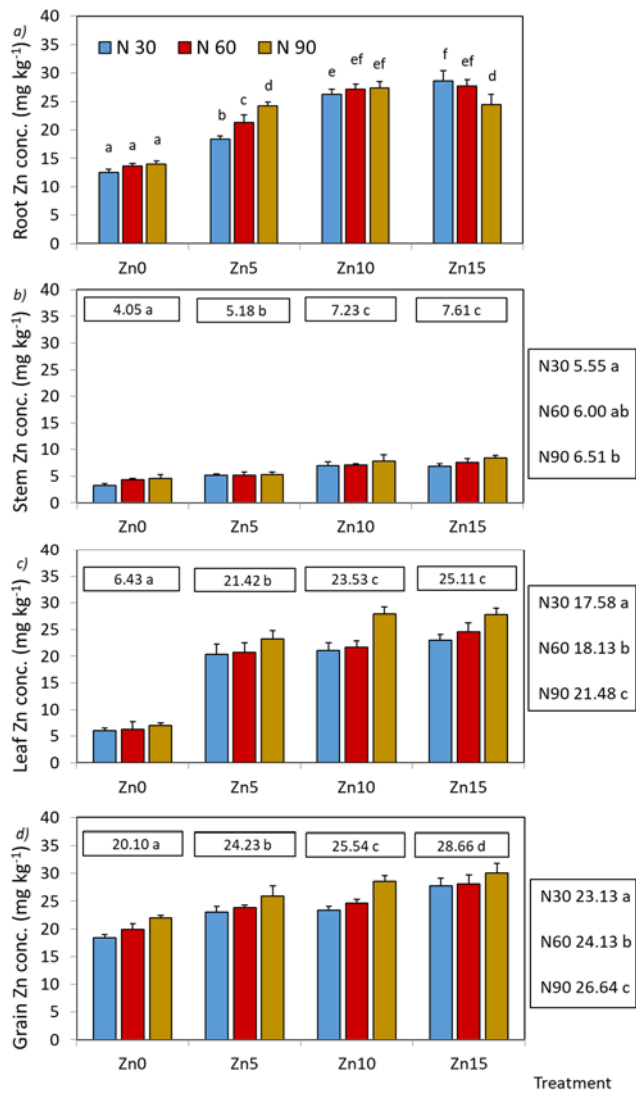 a)
Root Zn conc. (mg kg⁻¹)
40
35
30
25
20
15
10
5
0
N 30 N 60 N 90
a a a b c d e ef ef f ef d
Zn0 Zn5 Zn10 Zn15
b)
Stem Zn conc. (mg kg⁻¹)
40
35
30
25
20
15
10
5
0
4.05 a 5.18 b 7.23 c 7.61 c
Zn0 Zn5 Zn10 Zn15
N30 5.55 a
N60 6.00 ab
N90 6.51 b
c)
Leaf Zn conc. (mg kg⁻¹)
40
35
30
25
20
15
10
5
0
6.43 a 21.42 b 23.53 c 25.11 c
Zn0 Zn5 Zn10 Zn15
N30 17.58 a
N60 18.13 b
N90 21.48 c
d)
Grain Zn conc. (mg kg⁻¹)
40
35
30
25
20
15
10
5
0
20.10 a 24.23 b 25.54 c 28.66 d
Zn0 Zn5 Zn10 Zn15
N30 23.13 a
N60 24.13 b
N90 26.64 c
Treatment